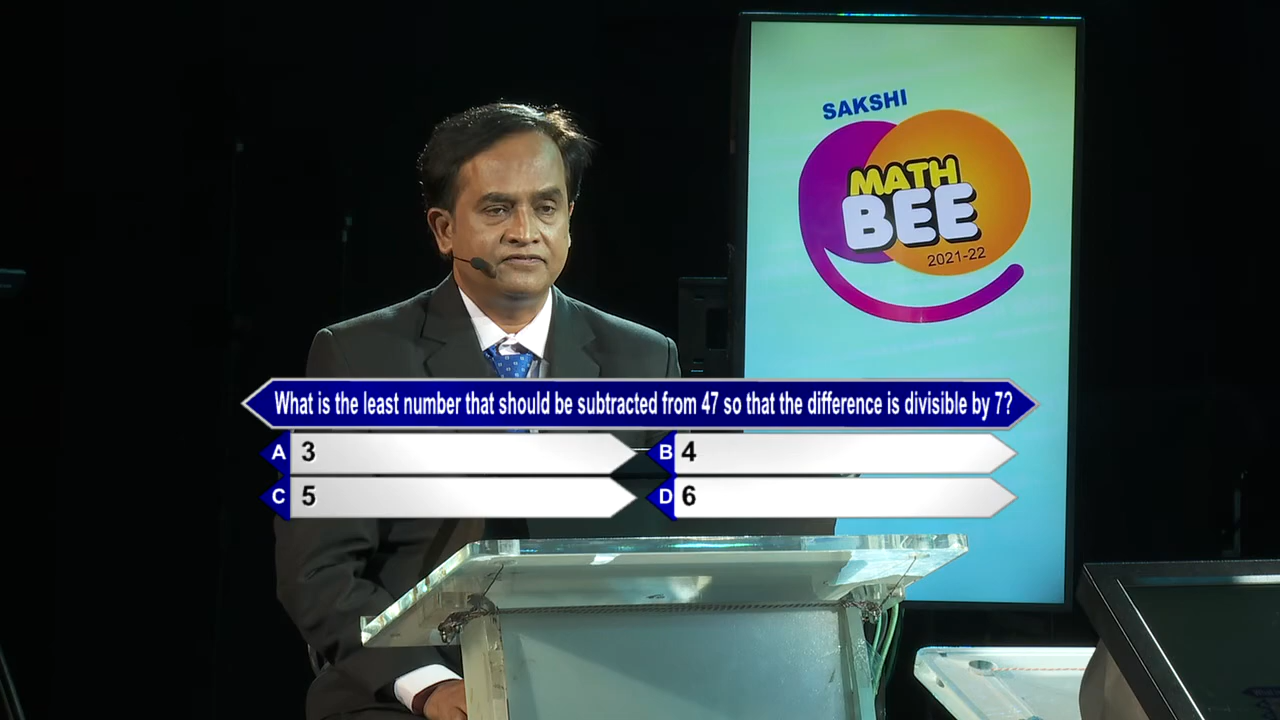 SAKSHI
MATH
BEE
2021-22
What is the least number that should be subtracted from 47 so that the difference is divisible by 7?
A 3
B 4
C 5
D 6